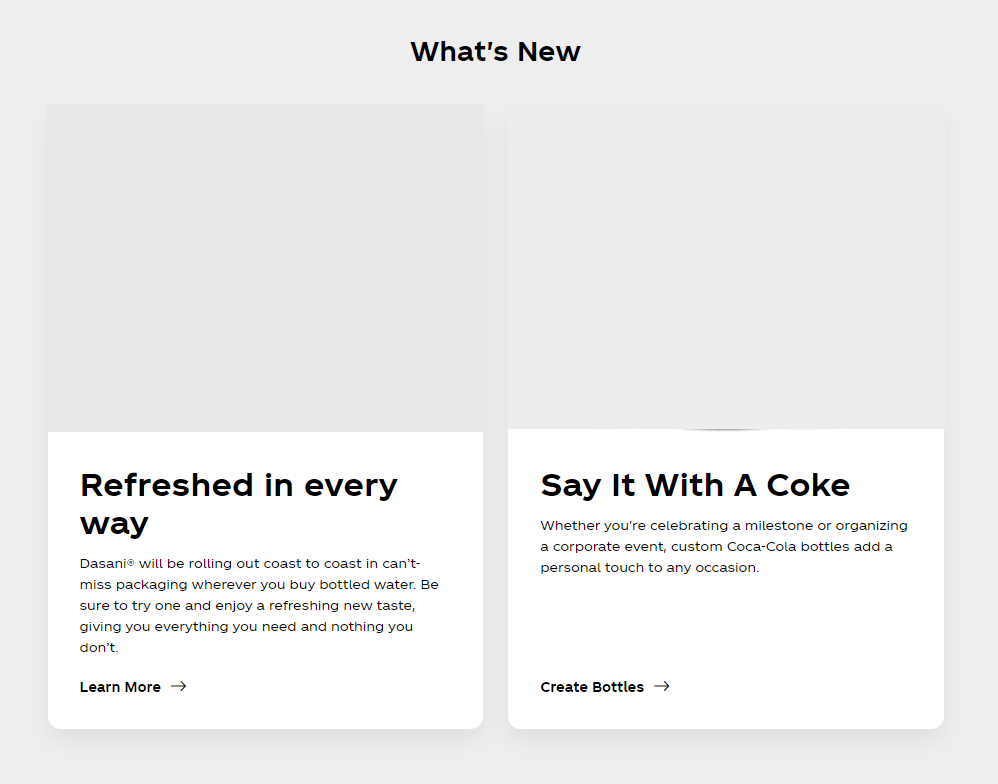 What's New
Refreshed in every
way
Dasani® will be rolling out coast to coast in can’t-
miss packaging wherever you buy bottled water. Be
sure to try one and enjoy a refreshing new taste,
giving you everything you need and nothing you
don’t.
Learn More
Say It With A Coke
Whether you're celebrating a milestone or organizing
a corporate event, custom Coca-Cola bottles add a
personal touch to any occasion.
Create Bottles